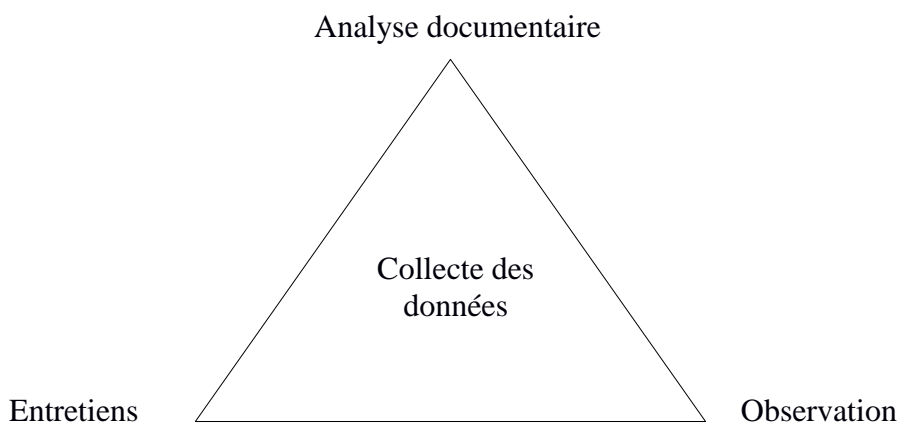 Analyse documentaire
Collecte des
données
Entretiens
Observation